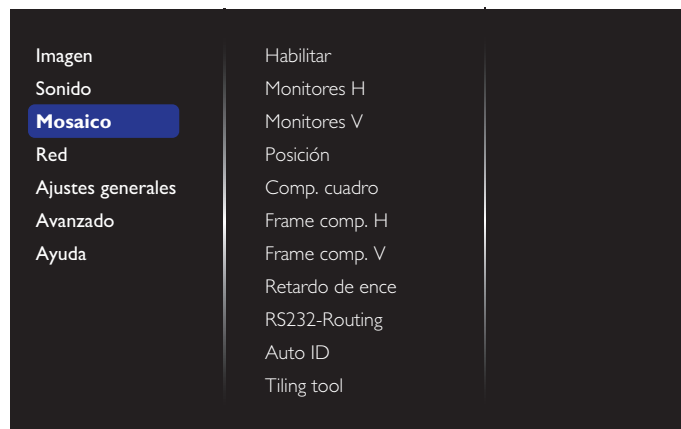 Imagen
Sonido
Mosaico
Red
Ajustes generales
Avanzado
Ayuda
Habilitar
Monitores H
Monitores V
Posición
Comp. cuadro
Frame comp. H
Frame comp. V
Retardo de ence
RS232-Routing
Auto ID
Tiling tool